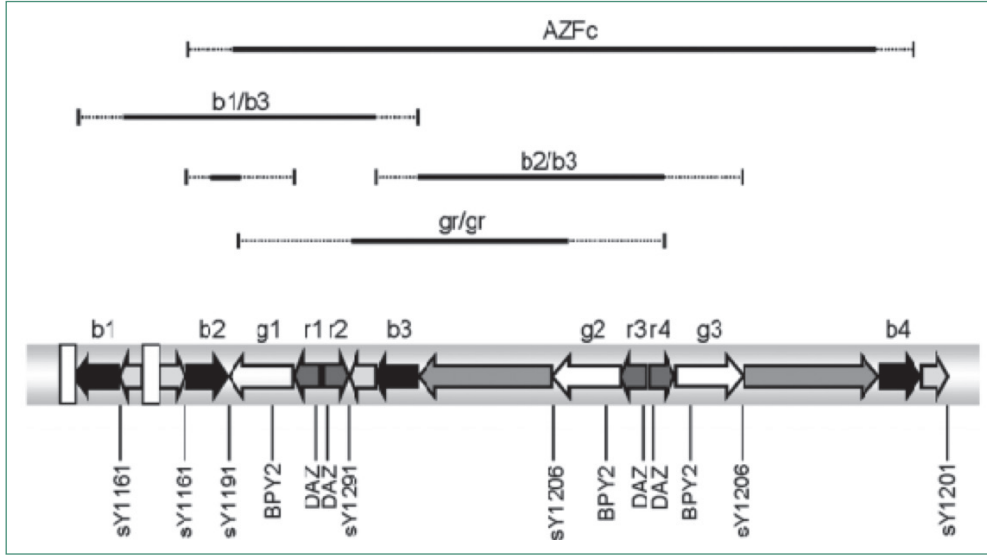 AZFc
b1/b3
b2/b3
gr/gr
b1 b2 g1 r1 r2 b3 g2 r3 r4 g3 b4
sY1161 sY1161 sY1191 BPY2 DAZ DAZ sY1291 sY1206 BPY2 DAZ DAZ BPY2 sY1206 sY1201